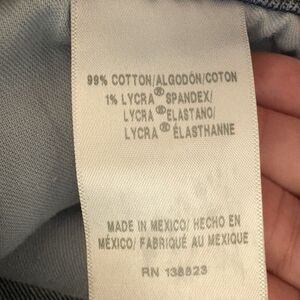 99% COTTON/ALGODÓN/COTON
1% LYCRA® SPANDEX/
LYCRA® ELASTANO/
LYCRA® ÉLASTHANNE
MADE IN MEXICO/ HECHO EN
MÉXICO/ FABRIQUÉ AU MEXIQUE
RN 138823